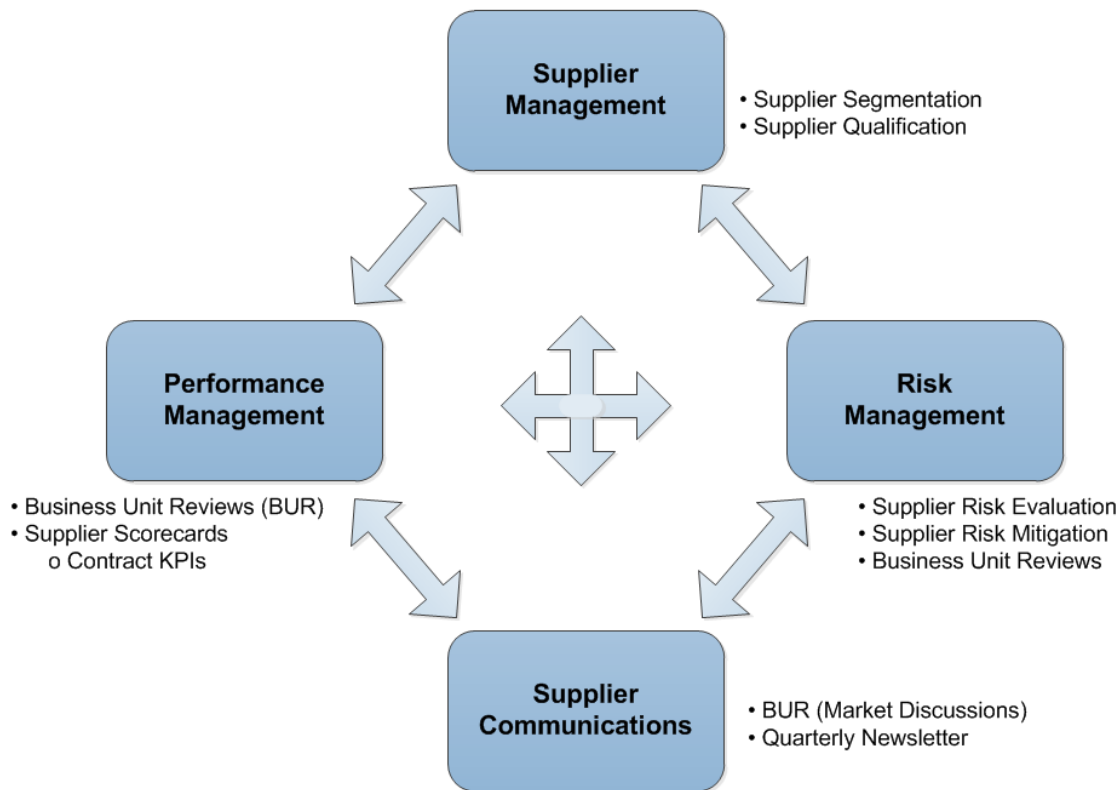 Supplier
Management
• Supplier Segmentation
• Supplier Qualification
Performance
Management
Risk
Management
• Business Unit Reviews (BUR)
• Supplier Scorecards
o Contract KPIs
• Supplier Risk Evaluation
• Supplier Risk Mitigation
• Business Unit Reviews
Supplier
Communications
• BUR (Market Discussions)
• Quarterly Newsletter